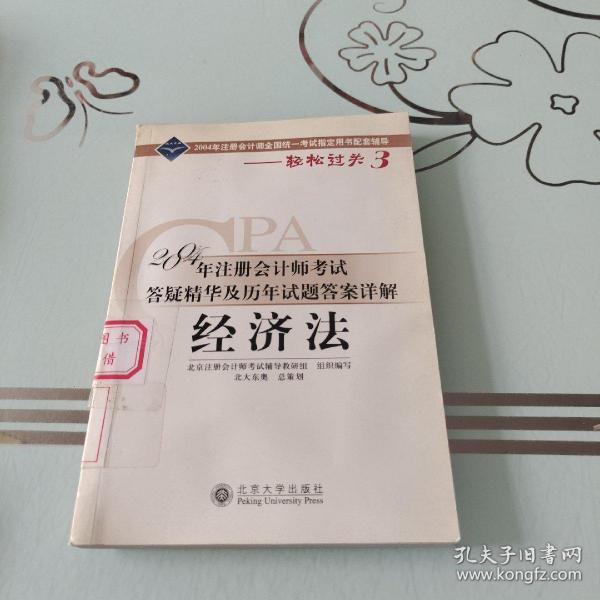 2004年注册会计师全国统一考试指定用书配套辅导
——轻松过关3
CPA
2004年注册会计师考试
答疑精华及历年试题答案详解
经济法
北京注册会计师考试辅导教研组 组织编写
北大东奥 总策划
图书
借
北京大学出版社
Peking University Press
孔夫子旧书网
www.kongfz.com